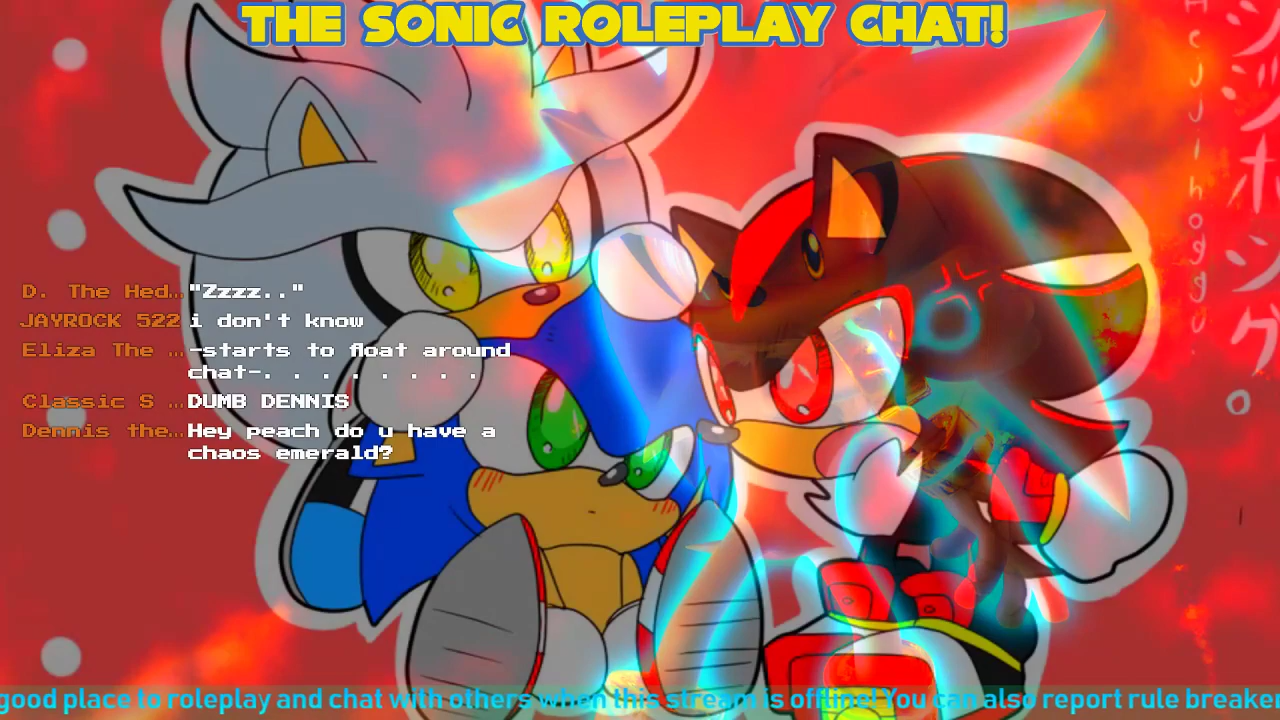 THE SONIC ROLEPLAY CHAT!
D. The Hed… "Zzzz.."
JAYROCK 522 i don't know
Eliza The … -starts to float around
chat-. . . . . . . .
Classic S … DUMB DENNIS
Dennis the… Hey peach do u have a
chaos emerald?
good place to roleplay and chat with others when this stream is offline! You can also report rule breaker